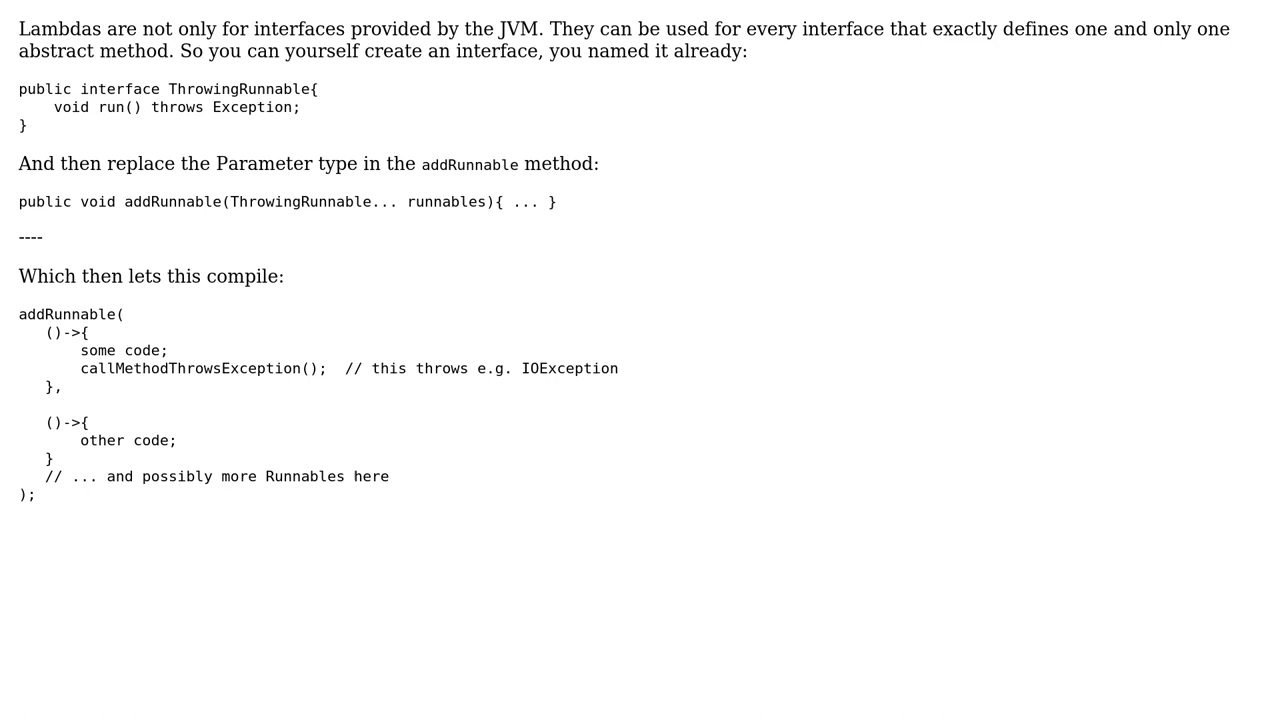 Lambdas are not only for interfaces provided by the JVM. They can be used for every interface that exactly defines one and only one
abstract method. So you can yourself create an interface, you named it already:
public interface ThrowingRunnable{
    void run() throws Exception;
}
And then replace the Parameter type in the addRunnable method:
public void addRunnable(ThrowingRunnable... runnables){ ... }
----
Which then lets this compile:
addRunnable(
   ()->{
       some code;
       callMethodThrowsException();  // this throws e.g. IOException
   },
   ()->{
       other code;
   }
   // ... and possibly more Runnables here
);